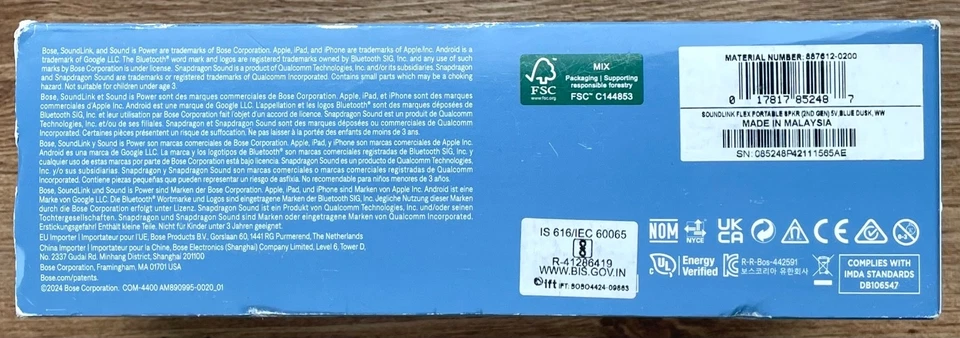 Bose, SoundLink, and Sound is Power are trademarks of Bose Corporation. Apple, iPad, and iPhone are trademarks of Apple Inc. Android is a
trademark of Google LLC. The Bluetooth® word mark and logos are registered trademarks owned by Bluetooth SIG, Inc. and any use of such
marks by Bose Corporation is under license. Snapdragon Sound is a product of Qualcomm Technologies, Inc. and/or its subsidiaries. Snapdragon
and Snapdragon Sound are trademarks or registered trademarks of Qualcomm Incorporated. Contains small parts which may be a choking
hazard. Not suitable for children under age 3.
Bose, SoundLink et Sound is Power sont des marques commerciales de Bose Corporation. Apple, iPad, et iPhone sont des marques
commerciales d'Apple Inc. Android est une marque de Google LLC. L'appellation et les logos Bluetooth® sont des marques déposées de
Bluetooth SIG, Inc. et leur utilisation par Bose Corporation fait l'objet d'un accord de licence. Snapdragon Sound est un produit de Qualcomm
Technologies, Inc. et/ou de ses filiales. Snapdragon et Snapdragon Sound sont des marques déposées ou commerciales de Qualcomm
Incorporated. Certaines pièces présentent un risque de suffocation. Ne pas laisser à la portée des enfants de moins de 3 ans.
Bose, SoundLink y Sound is Power son marcas comerciales de Bose Corporation. Apple, iPad, y iPhone son marcas comerciales de Apple Inc.
Android es una marca de Google LLC. La marca y los logotipos de Bluetooth® son marcas comerciales registradas de Bluetooth SIG, Inc. y
cualquier uso de estas marcas por parte de Bose Corporation está bajo licencia. Snapdragon Sound es un producto de Qualcomm Technologies,
Inc. y/o sus subsidiarias. Snapdragon y Snapdragon Sound son marcas comerciales o marcas comerciales registradas de Qualcomm Incorporated.
Contiene piezas pequeñas que pueden representar un riesgo de asfixia. No recomendado para niños menores de 3 años.
Bose, SoundLink und Sound is Power sind Marken der Bose Corporation. Apple, iPad, und iPhone sind Marken von Apple Inc. Android ist eine
Marke von Google LLC. Die Bluetooth® Wortmarke und Logos sind eingetragene Marken der Bluetooth SIG, Inc. Jegliche Nutzung dieser Marken
durch die Bose Corporation erfolgt unter Lizenz. Snapdragon Sound ist ein Produkt von Qualcomm Technologies, Inc. und/oder seinen
Tochtergesellschaften. Snapdragon und Snapdragon Sound sind Marken oder eingetragene Marken von Qualcomm Incorporated.
Erstickungsgefahr! Enthält kleine Teile. Nicht für Kinder unter 3 Jahren geeignet.
EU Importer | Importateur pour l'UE, Bose Products B.V., Gorslaan 60, 1441 RG Purmerend, The Netherlands
China Importer | Importateur pour la Chine, Bose Electronics (Shanghai) Company Limited, Level 6, Tower D,
No. 2337 Gudai Rd. Minhang District, Shanghai 201100
Bose Corporation, Framingham, MA 01701 USA
Bose.com/patents.
©2024 Bose Corporation. COM-4400 AM890995-0020_01
FSC
www.fsc.org
MIX
Packaging | Supporting
responsible forestry
FSC™ C144853
MATERIAL NUMBER: 887612-0200
0 17817 85248 7
SOUNDLINK FLEX PORTABLE SPKR (2ND GEN) 5V, BLUE DUSK, WW
MADE IN MALAYSIA
SN: 085248P42111565AE
IS 616/IEC 60065
R-41286419
WWW.BIS.GOV.IN
ift IFT: BOSO4424-09883
NOM NYCE UK CA CE
UL Energy Verified
R-R-Bos-442591
보스코리아 유한회사
COMPLIES WITH
IMDA STANDARDS
DB106547